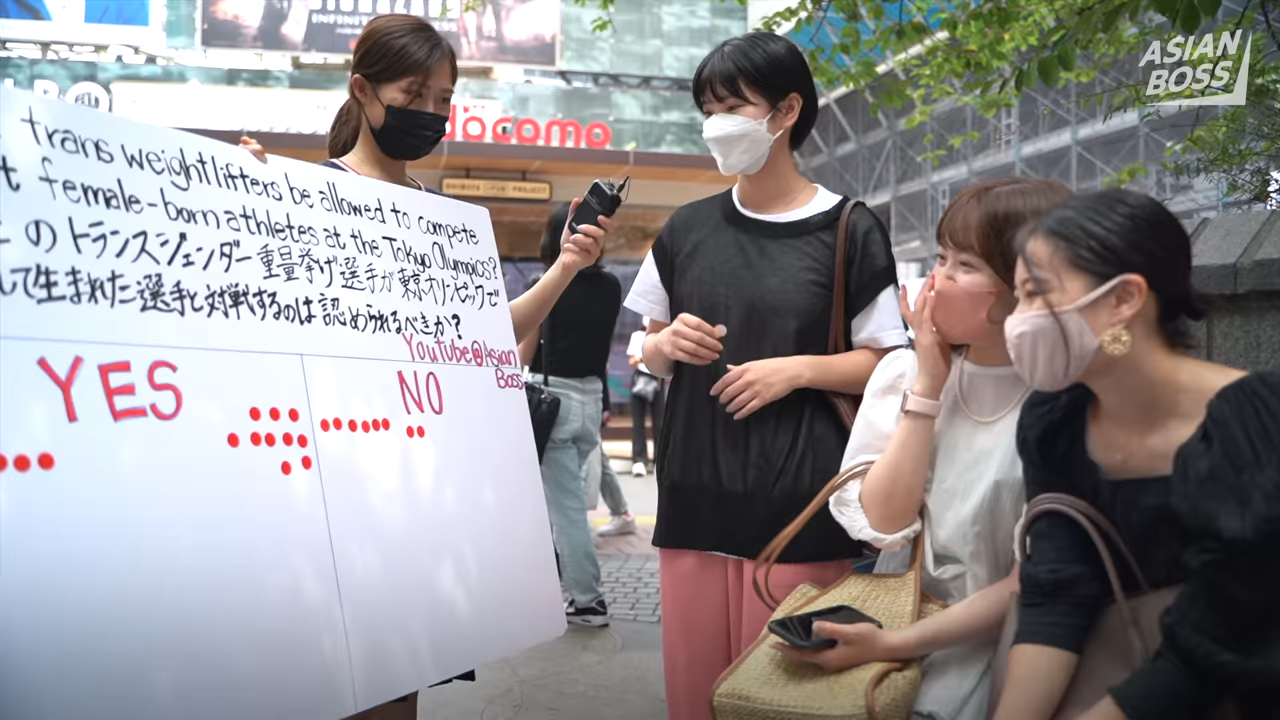 ASIAN
BOSS
döcomo
trans weightlifters be allowed to compete
female-born athletes at the Tokyo Olympics?
のトランスジェンダー重量挙げ選手が東京オリンピックで
して生まれた選手と対戦するのは認められるべきか?
Youtube@Asian
Boss
YES
NO